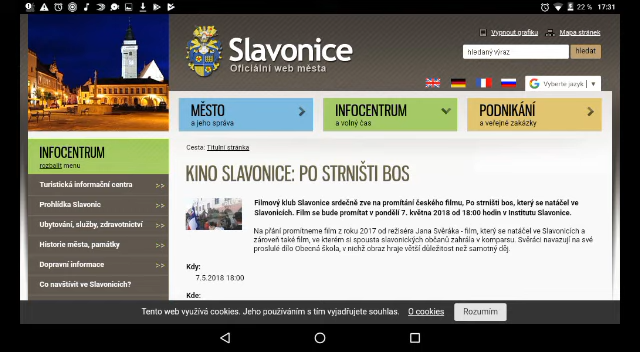 22 % 17:31
Vypnout grafiku Mapa stránek
Slavonice
Oficiální web města
hledaný výraz hledat
Vyberte jazyk ▼
MĚSTO
a jeho správa
INFOCENTRUM
a volný čas
PODNIKÁNÍ
a veřejné zakázky
INFOCENTRUM
rozbalit menu
Turistická informační centra >>
Prohlídka Slavonic >>
Ubytování, služby, zdravotnictví >>
Historie města, památky >>
Dopravní informace >>
Co navštívit ve Slavonicích?
Cesta: Titulní stránka
KINO SLAVONICE: PO STRNIŠTI BOS
Filmový klub Slavonice srdečně zve na promítání českého filmu, Po strništi bos, který se natáčel ve
Slavonicích. Film se bude promítat v pondělí 7. května 2018 od 18:00 hodin v Institutu Slavonice.
Na přání promítneme film z roku 2017 od režiséra Jana Svěráka - film, který se natáčel ve Slavonicích a
zároveň také film, ve kterém si spousta slavonických občanů zahrála v komparsu. Svěráci navazují na své
proslulé dílo Obecná škola, v nichž obraz hraje větší důležitost než samotný děj.
Kdy:
7.5.2018 18:00
Kde:
Tento web využívá cookies. Jeho používáním s tím vyjadřujete souhlas. O cookies Rozumím